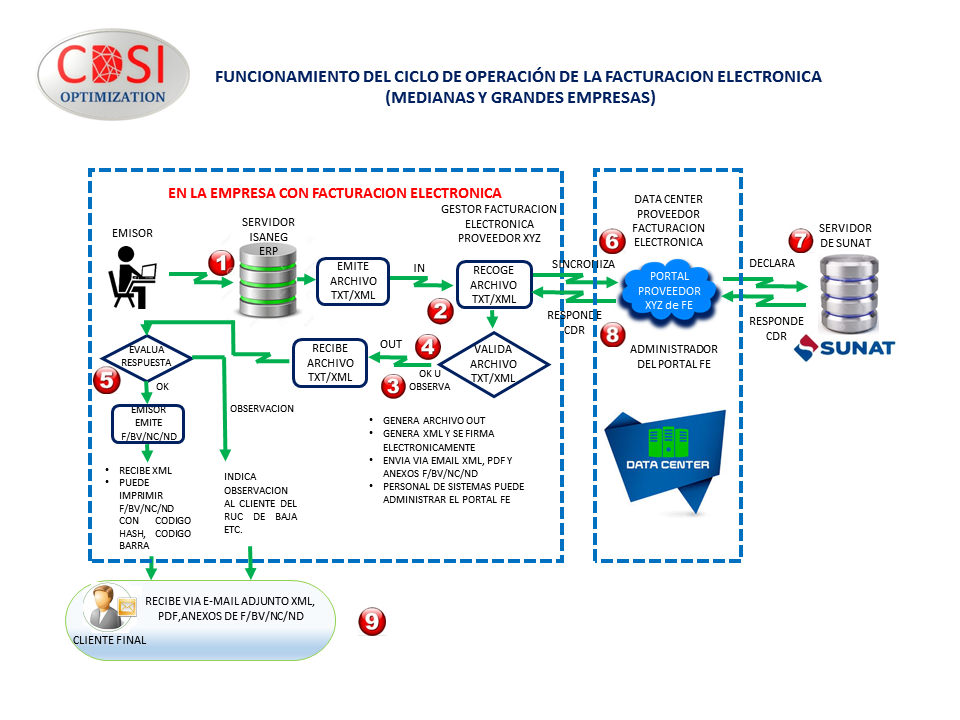 CDSI
OPTIMIZATION
FUNCIONAMIENTO DEL CICLO DE OPERACIÓN DE LA FACTURACION ELECTRONICA
(MEDIANAS Y GRANDES EMPRESAS)
EN LA EMPRESA CON FACTURACION ELECTRONICA
EMISOR
1
SERVIDOR
ISANEG
ERP
EMITE
ARCHIVO
TXT/XML
IN
GESTOR FACTURACION
ELECTRONICA
PROVEEDOR XYZ
2
RECOGE
ARCHIVO
TXT/XML
SINCRONIZA
RESPONDE
CDR
6
DATA CENTER
PROVEEDOR
FACTURACION
ELECTRONICA
PORTAL
PROVEEDOR
XYZ de FE
8
ADMINISTRADOR
DEL PORTAL FE
DATA CENTER
7
SERVIDOR
DE SUNAT
DECLARA
RESPONDE
CDR
SUNAT
VALIDA
ARCHIVO
TXT/XML
4
OK U
OBSERVA
3
OUT
RECIBE
ARCHIVO
TXT/XML
EVALUA
RESPUESTA
5
OK
OBSERVACION
EMISOR
EMITE
F/BV/NC/ND
• GENERA ARCHIVO OUT
• GENERA XML Y SE FIRMA
ELECTRONICAMENTE
• ENVIA VIA EMAIL XML, PDF Y
ANEXOS F/BV/NC/ND
• PERSONAL DE SISTEMAS PUEDE
ADMINISTRAR EL PORTAL FE
• RECIBE XML
• PUEDE
IMPRIMIR
F/BV/NC/ND
CON CODIGO
HASH, CODIGO
BARRA
INDICA
OBSERVACION
AL CLIENTE DEL
RUC DE BAJA
ETC.
RECIBE VIA E-MAIL ADJUNTO XML,
PDF,ANEXOS DE F/BV/NC/ND
CLIENTE FINAL
9